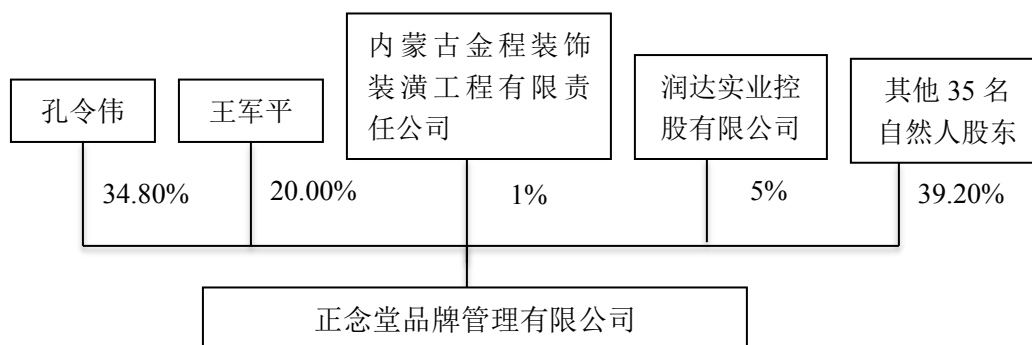 孔令伟
王军平
内蒙古金程装饰
装潢工程有限责
任公司
润达实业控
股有限公司
其他 35 名
自然人股东
34.80%
20.00%
1%
5%
39.20%
正念堂品牌管理有限公司